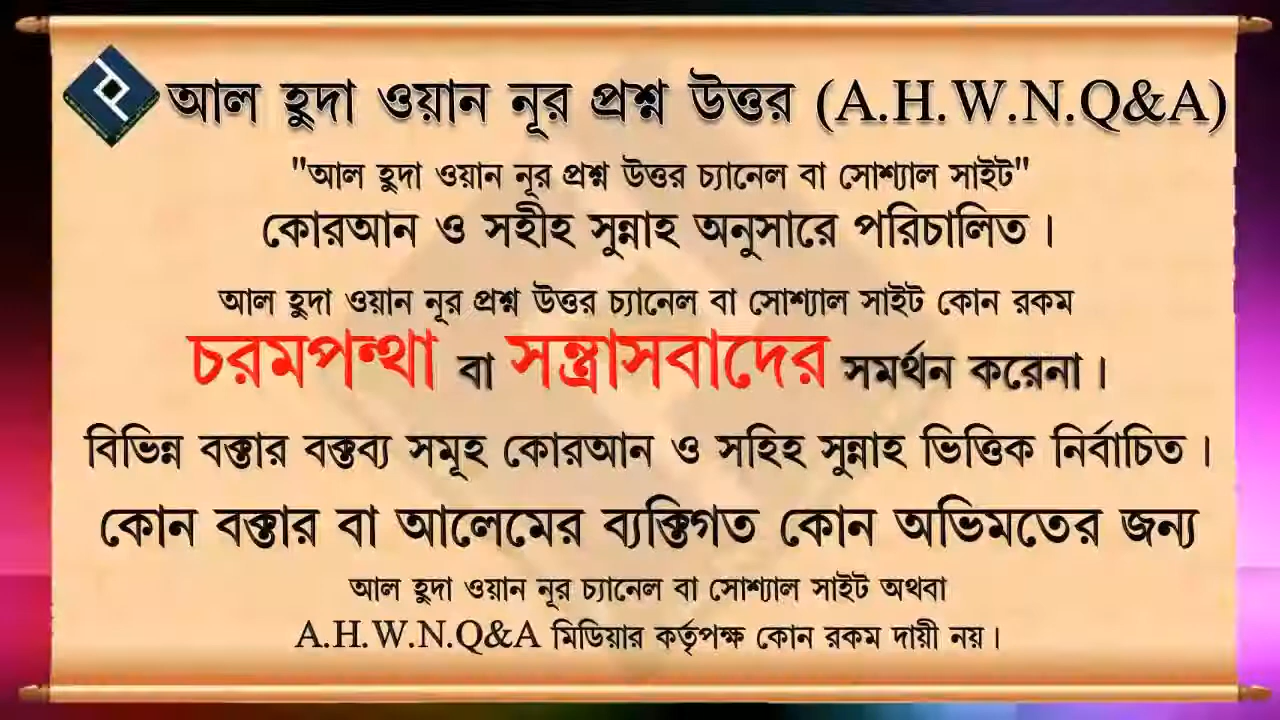 আল হুদা ওয়ান নূর প্রশ্ন উত্তর (A.H.W.N.Q&A)
"আল হুদা ওয়ান নূর প্রশ্ন উত্তর চ্যানেল বা সোশ্যাল সাইট"
কোরআন ও সহীহ সুন্নাহ অনুসারে পরিচালিত।
আল হুদা ওয়ান নূর প্রশ্ন উত্তর চ্যানেল বা সোশ্যাল সাইট কোন রকম
চরমপন্থা বা সন্ত্রাসবাদের সমর্থন করেনা।
বিভিন্ন বক্তার বক্তব্য সমূহ কোরআন ও সহিহ সুন্নাহ ভিত্তিক নির্বাচিত।
কোন বক্তার বা আলেমের ব্যক্তিগত কোন অভিমতের জন্য
আল হুদা ওয়ান নূর চ্যানেল বা সোশ্যাল সাইট অথবা
A.H.W.N.Q&A মিডিয়ার কর্তৃপক্ষ কোন রকম দায়ী নয়।